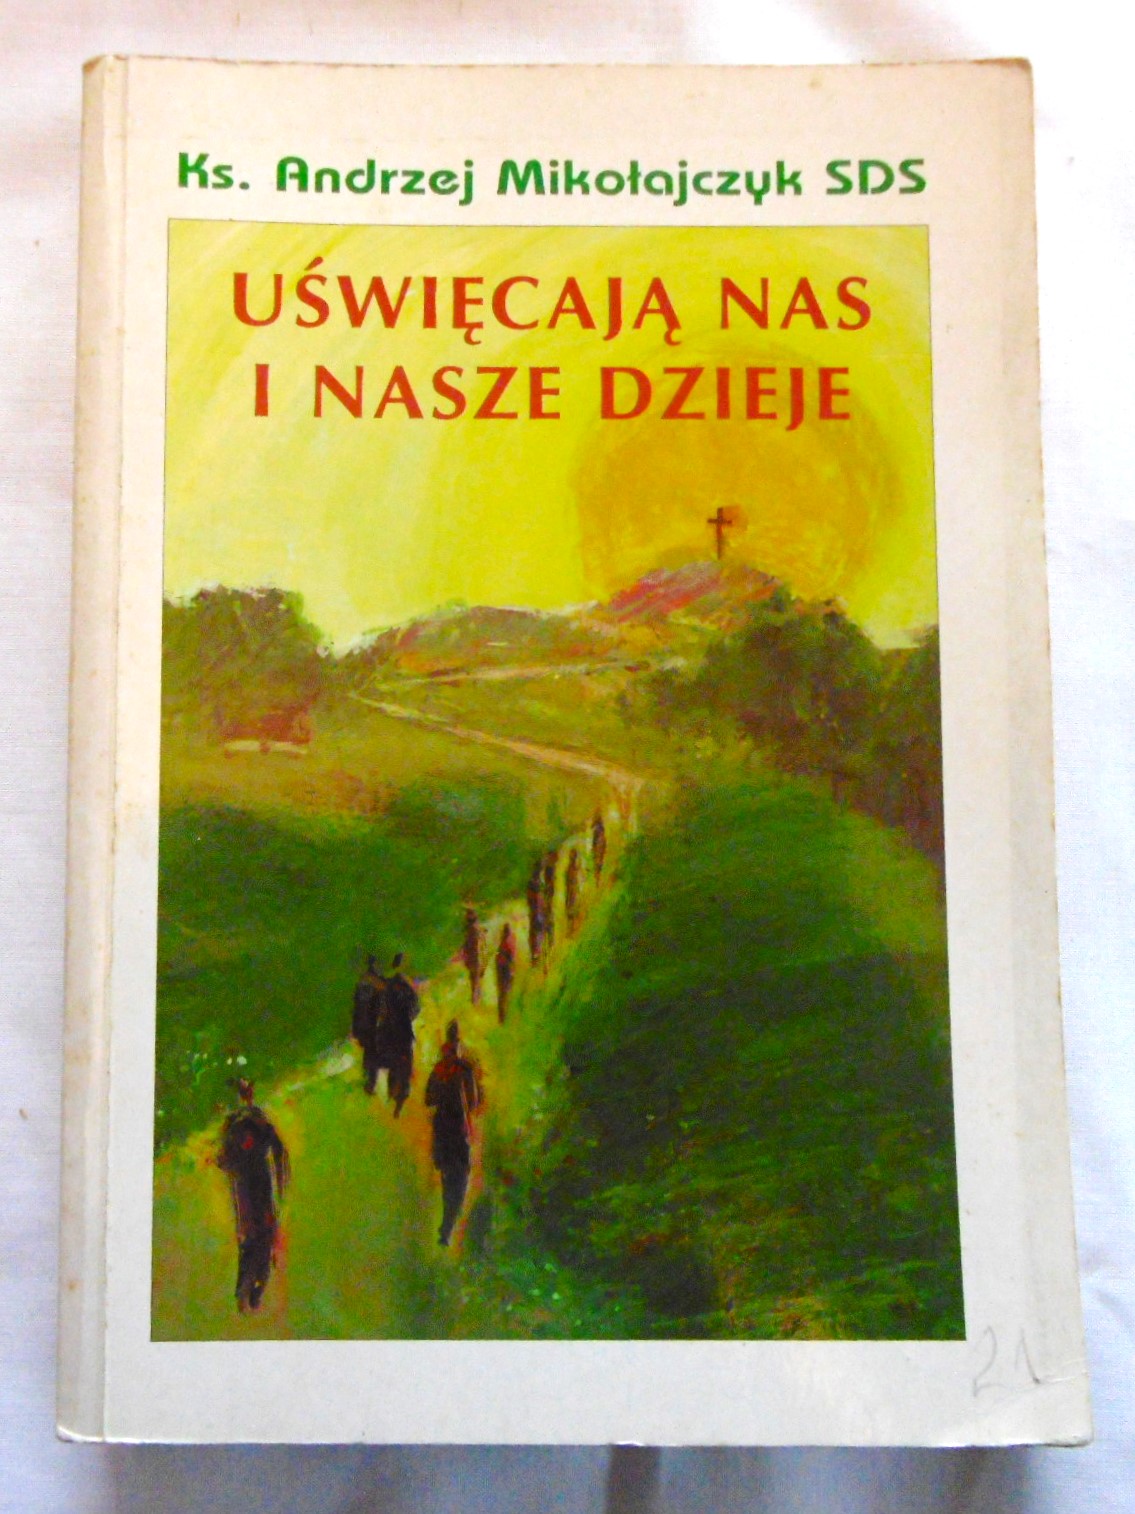 Ks. Andrzej Mikołajczyk SDS
UŚWIĘCAJĄ NAS
I NASZE DZIEJE
21